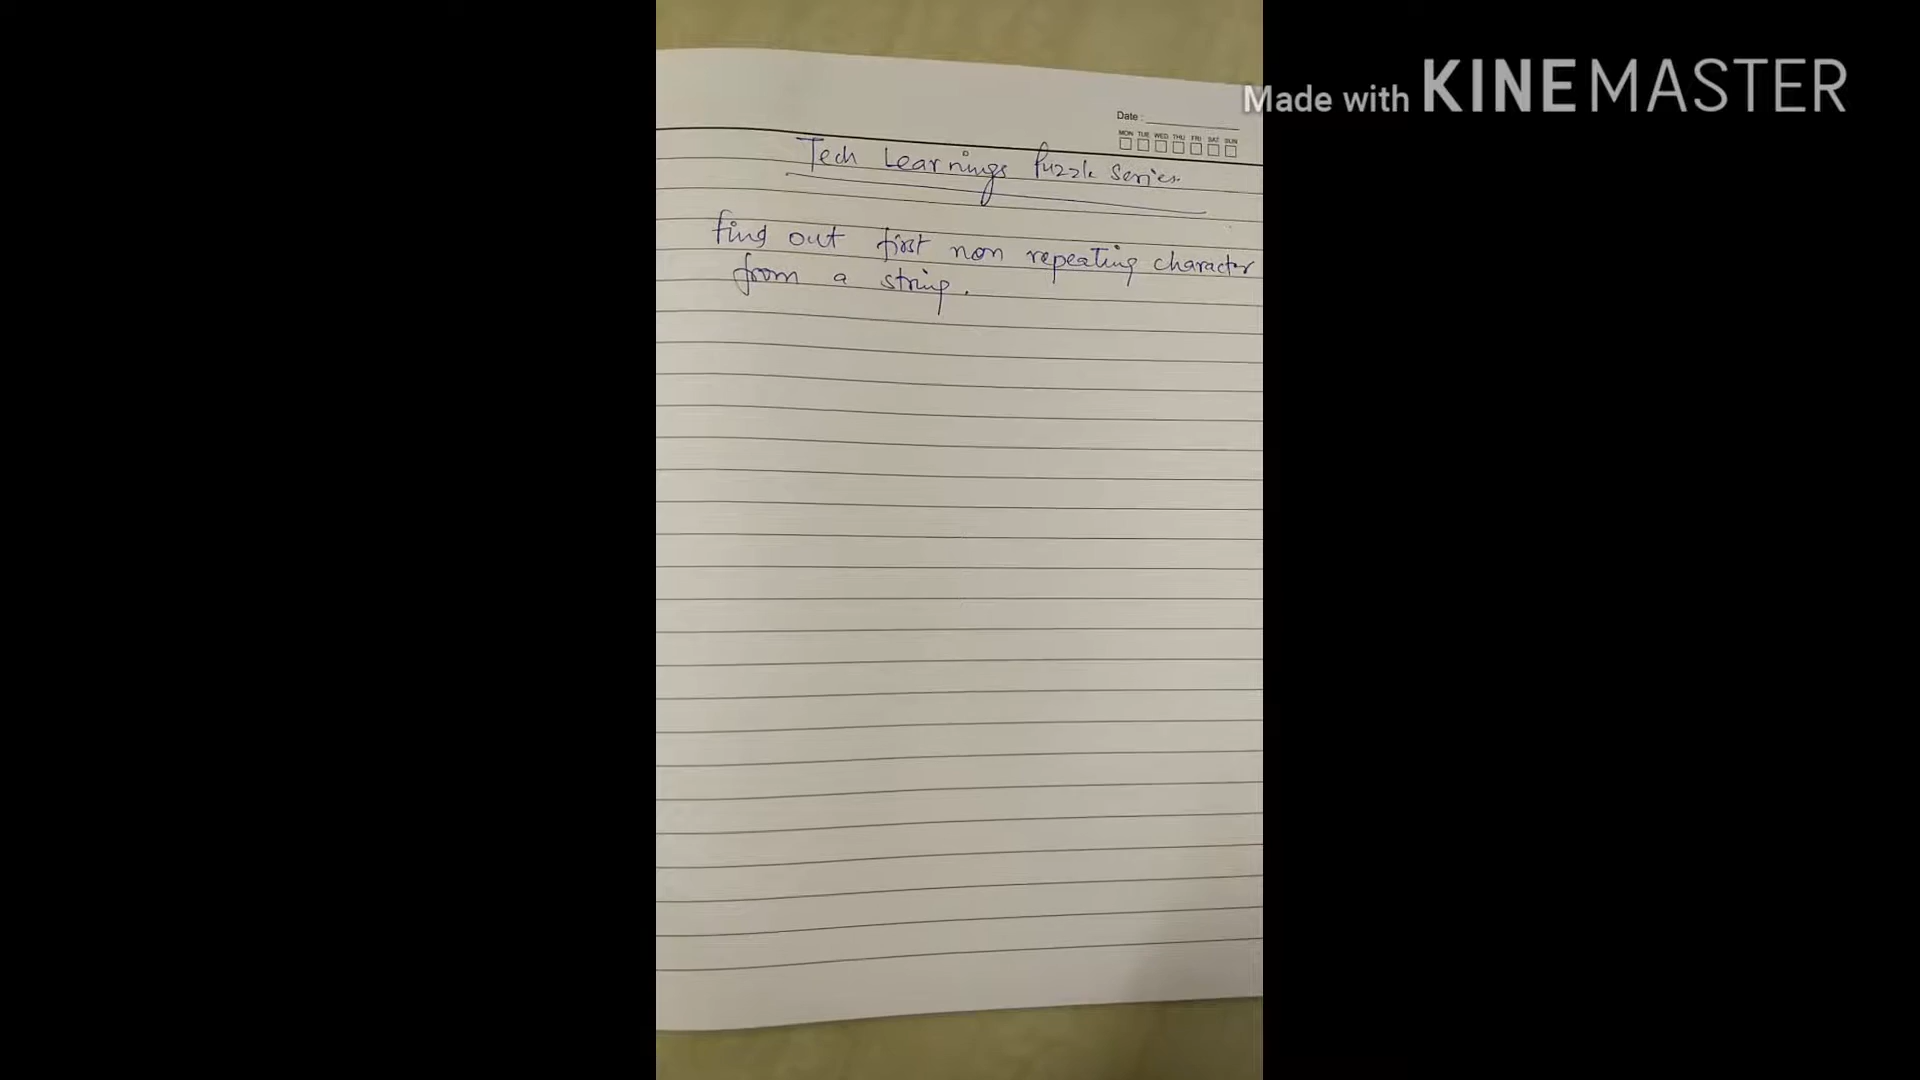 Made with KINEMASTER
Date :
MON TUE WED THU FRI SAT SUN
Tech Learnings Puzzle Series.
find out first non repeating character
from a string.